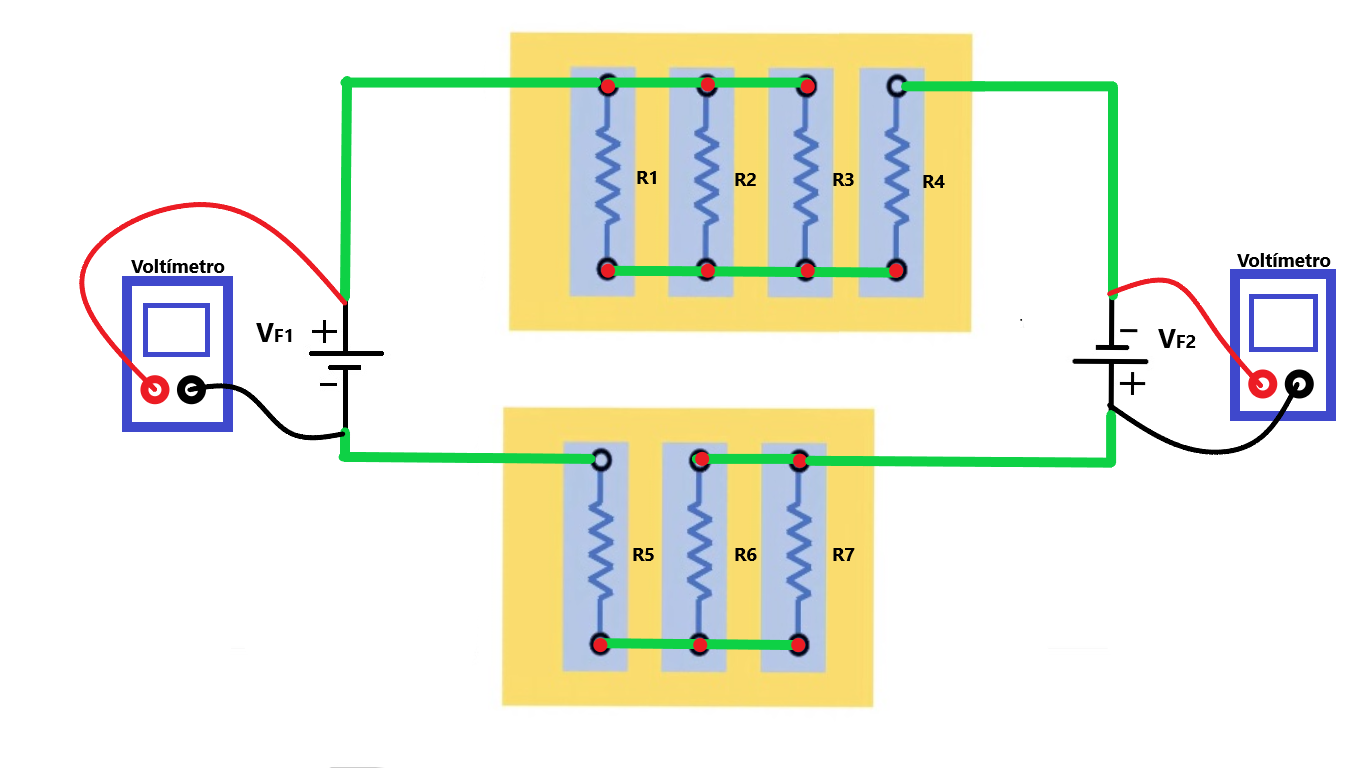 R1
R2
R3
R4
Voltímetro
Voltímetro
VF1
+
−
−
VF2
+
R5
R6
R7